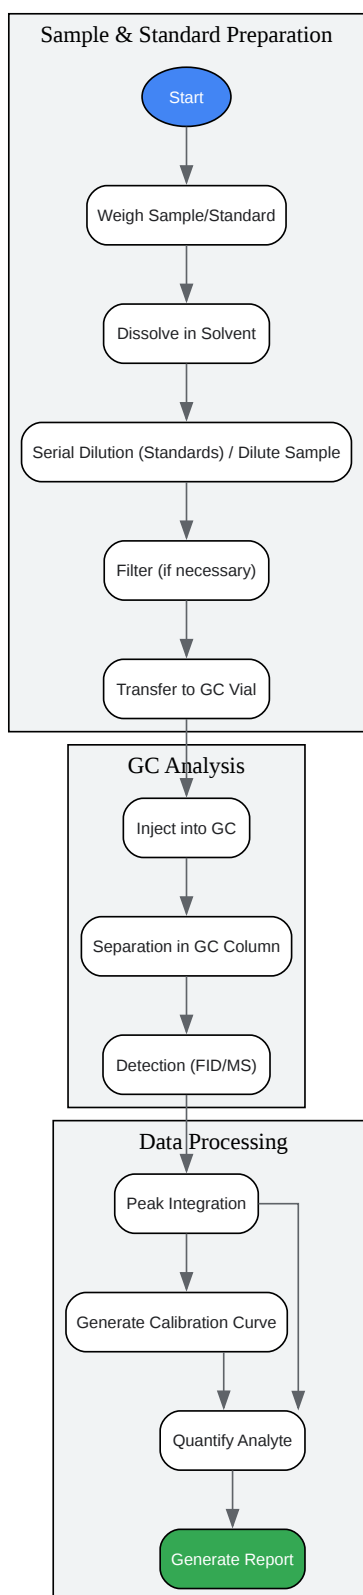 Sample & Standard Preparation
Start
Weigh Sample/Standard
Dissolve in Solvent
Serial Dilution (Standards) / Dilute Sample
Filter (if necessary)
Transfer to GC Vial
GC Analysis
Inject into GC
Separation in GC Column
Detection (FID/MS)
Data Processing
Peak Integration
Generate Calibration Curve
Quantify Analyte
Generate Report